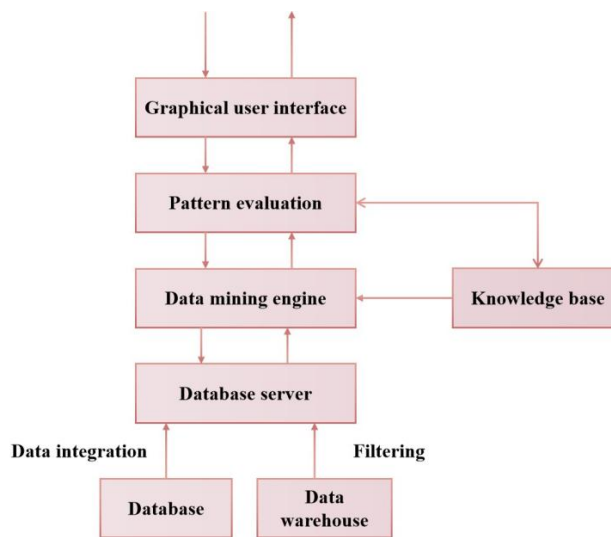 Graphical user interface
Pattern evaluation
Data mining engine
Knowledge base
Database server
Data integration
Filtering
Database
Data
warehouse